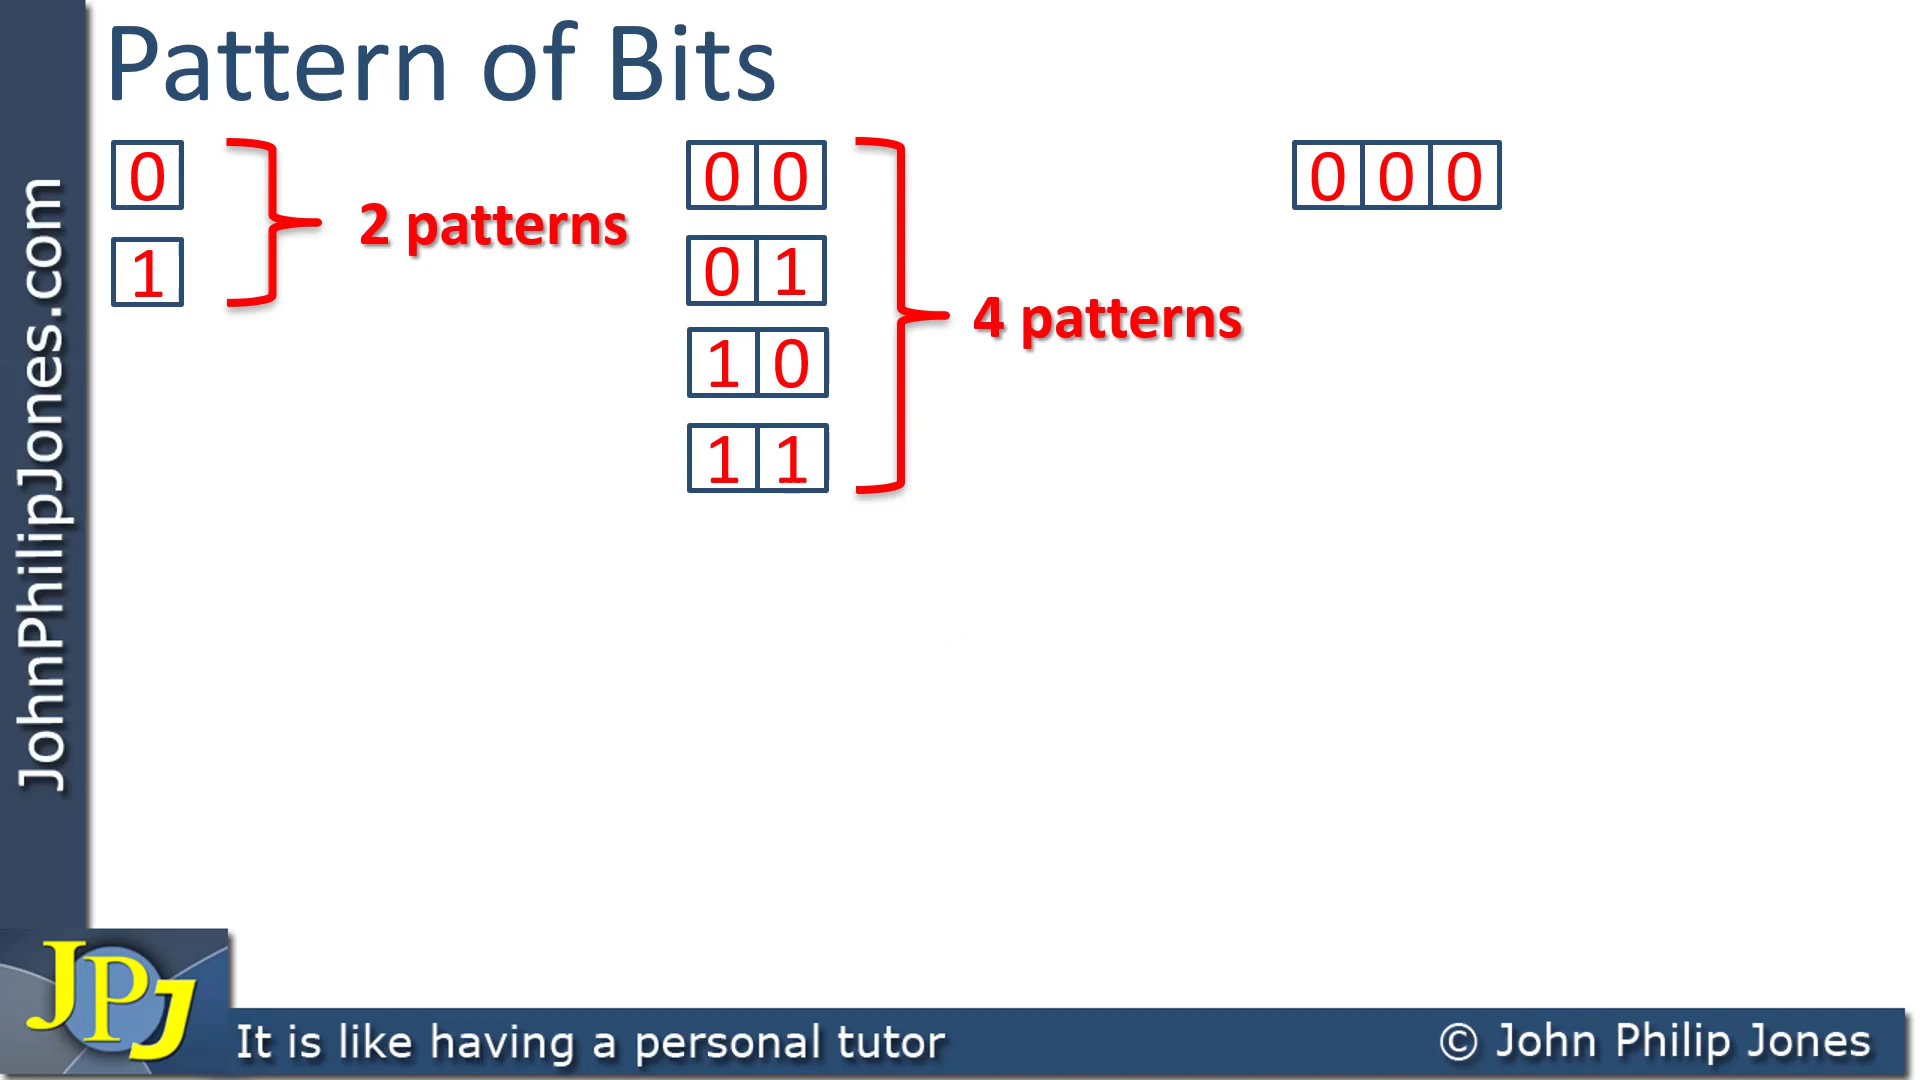 Pattern of Bits
0
1
2 patterns
0 0
0 1
1 0
1 1
4 patterns
0 0 0
JohnPhilipJones.com
JPJ
It is like having a personal tutor
© John Philip Jones